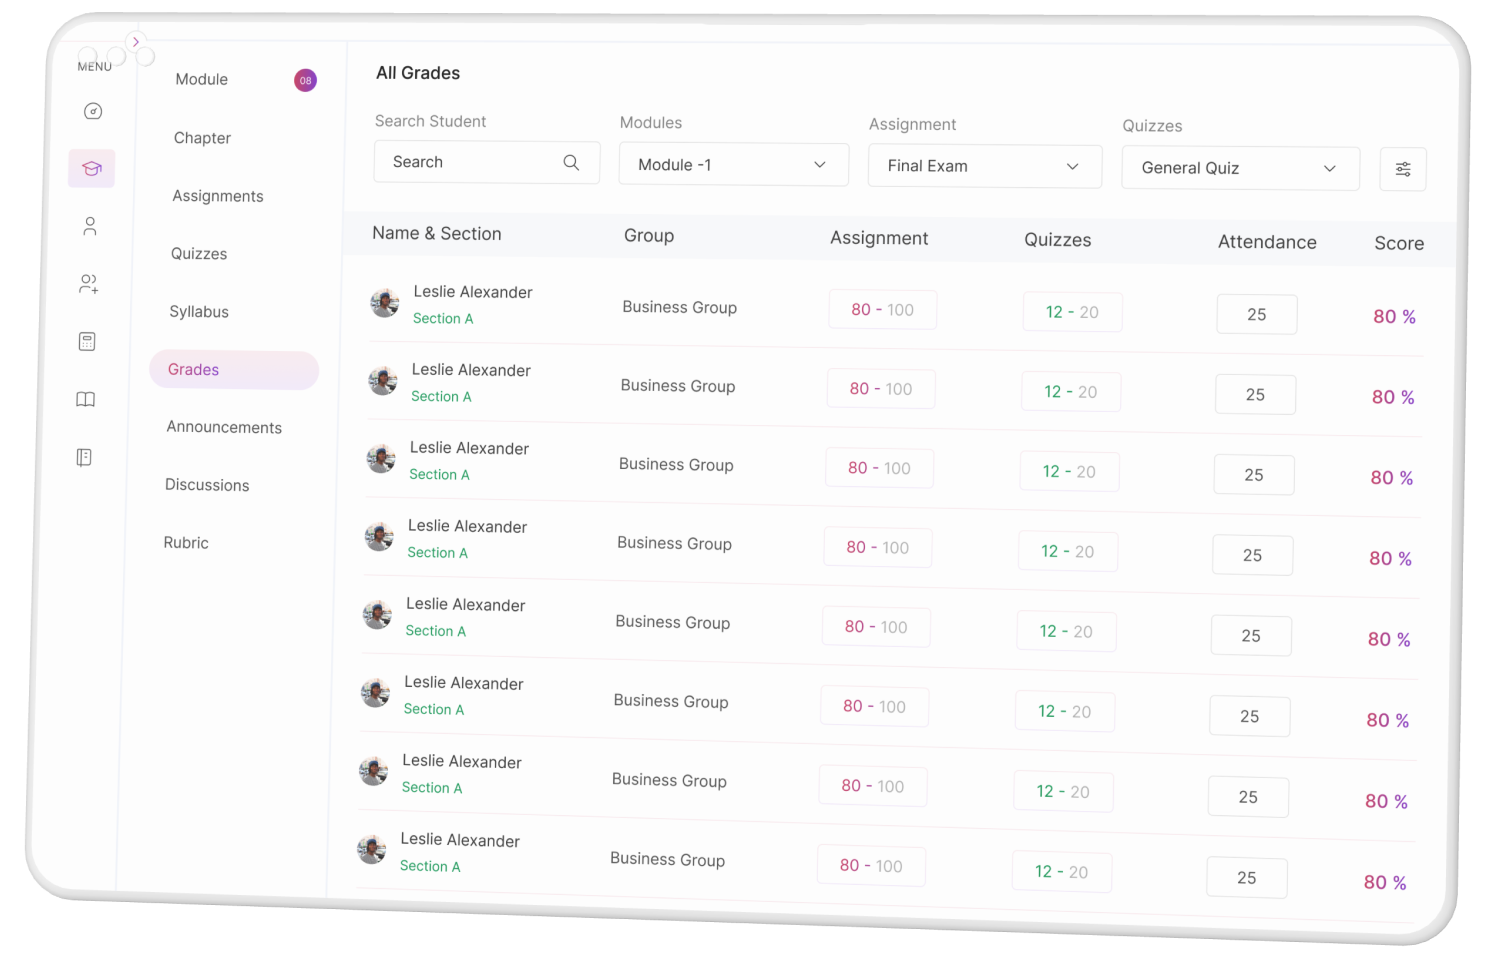 MENU
Module 08
Chapter
Assignments
Quizzes
Syllabus
Grades
Announcements
Discussions
Rubric
All Grades
Search Student Modules Assignment Quizzes
Search Module -1 Final Exam General Quiz
Name & Section Group Assignment Quizzes Attendance Score
Leslie Alexander
Section A Business Group 80 - 100 12 - 20 25 80 %
Leslie Alexander
Section A Business Group 80 - 100 12 - 20 25 80 %
Leslie Alexander
Section A Business Group 80 - 100 12 - 20 25 80 %
Leslie Alexander
Section A Business Group 80 - 100 12 - 20 25 80 %
Leslie Alexander
Section A Business Group 80 - 100 12 - 20 25 80 %
Leslie Alexander
Section A Business Group 80 - 100 12 - 20 25 80 %
Leslie Alexander
Section A Business Group 80 - 100 12 - 20 25 80 %
Leslie Alexander
Section A Business Group 80 - 100 12 - 20 25 80 %